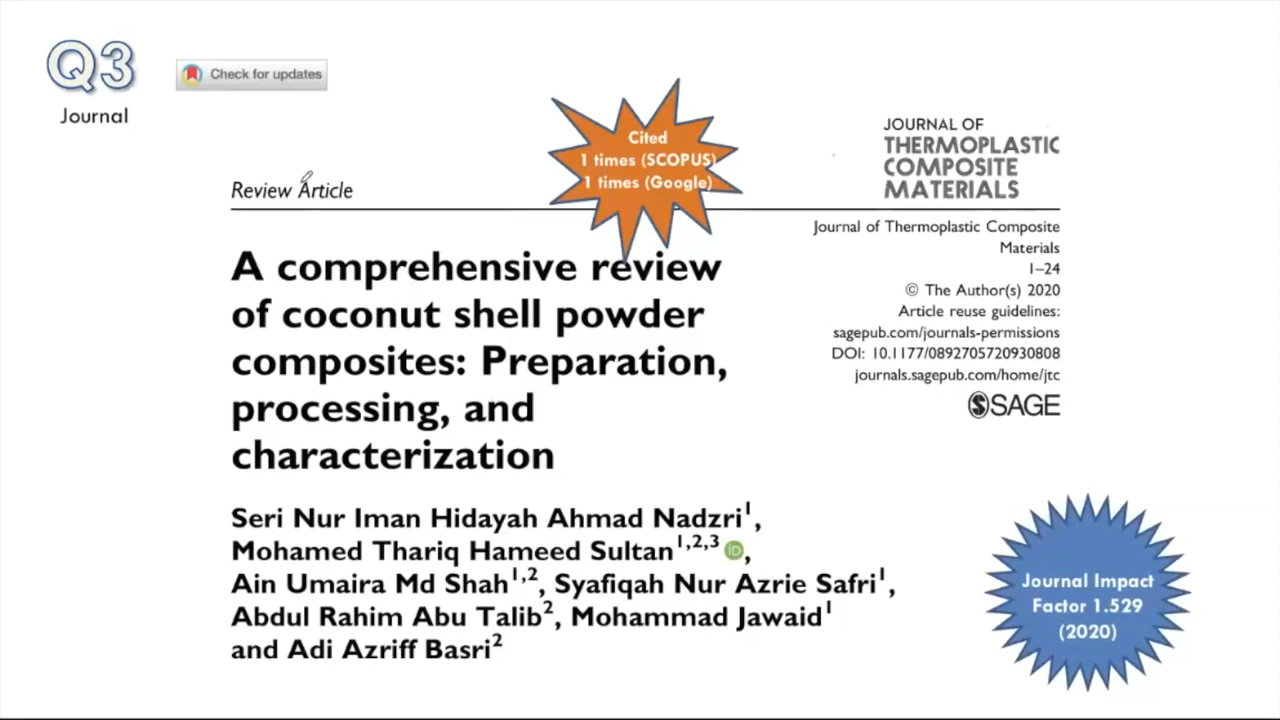 Q3
Journal
Check for updates
Cited
1 times (SCOPUS)
1 times (Google)
JOURNAL OF
THERMOPLASTIC
COMPOSITE
MATERIALS
Review Article
Journal of Thermoplastic Composite
Materials
1–24
© The Author(s) 2020
Article reuse guidelines:
sagepub.com/journals-permissions
DOI: 10.1177/0892705720930808
journals.sagepub.com/home/jtc
SAGE
A comprehensive review
of coconut shell powder
composites: Preparation,
processing, and
characterization
Seri Nur Iman Hidayah Ahmad Nadzri¹,
Mohamed Thariq Hameed Sultan¹,²,³ iD,
Ain Umaira Md Shah¹,², Syafiqah Nur Azrie Safri¹,
Abdul Rahim Abu Talib², Mohammad Jawaid¹
and Adi Azriff Basri²
Journal Impact
Factor 1.529
(2020)